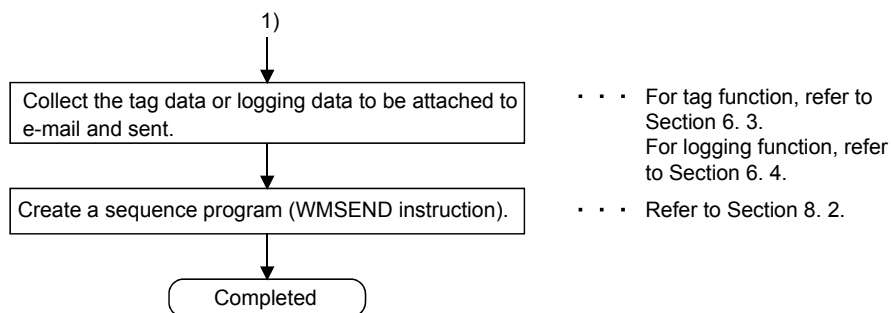 1)
Collect the tag data or logging data to be attached to
e-mail and sent.
· · · For tag function, refer to
Section 6. 3.
For logging function, refer
to Section 6. 4.
Create a sequence program (WMSEND instruction).
· · · Refer to Section 8. 2.
Completed